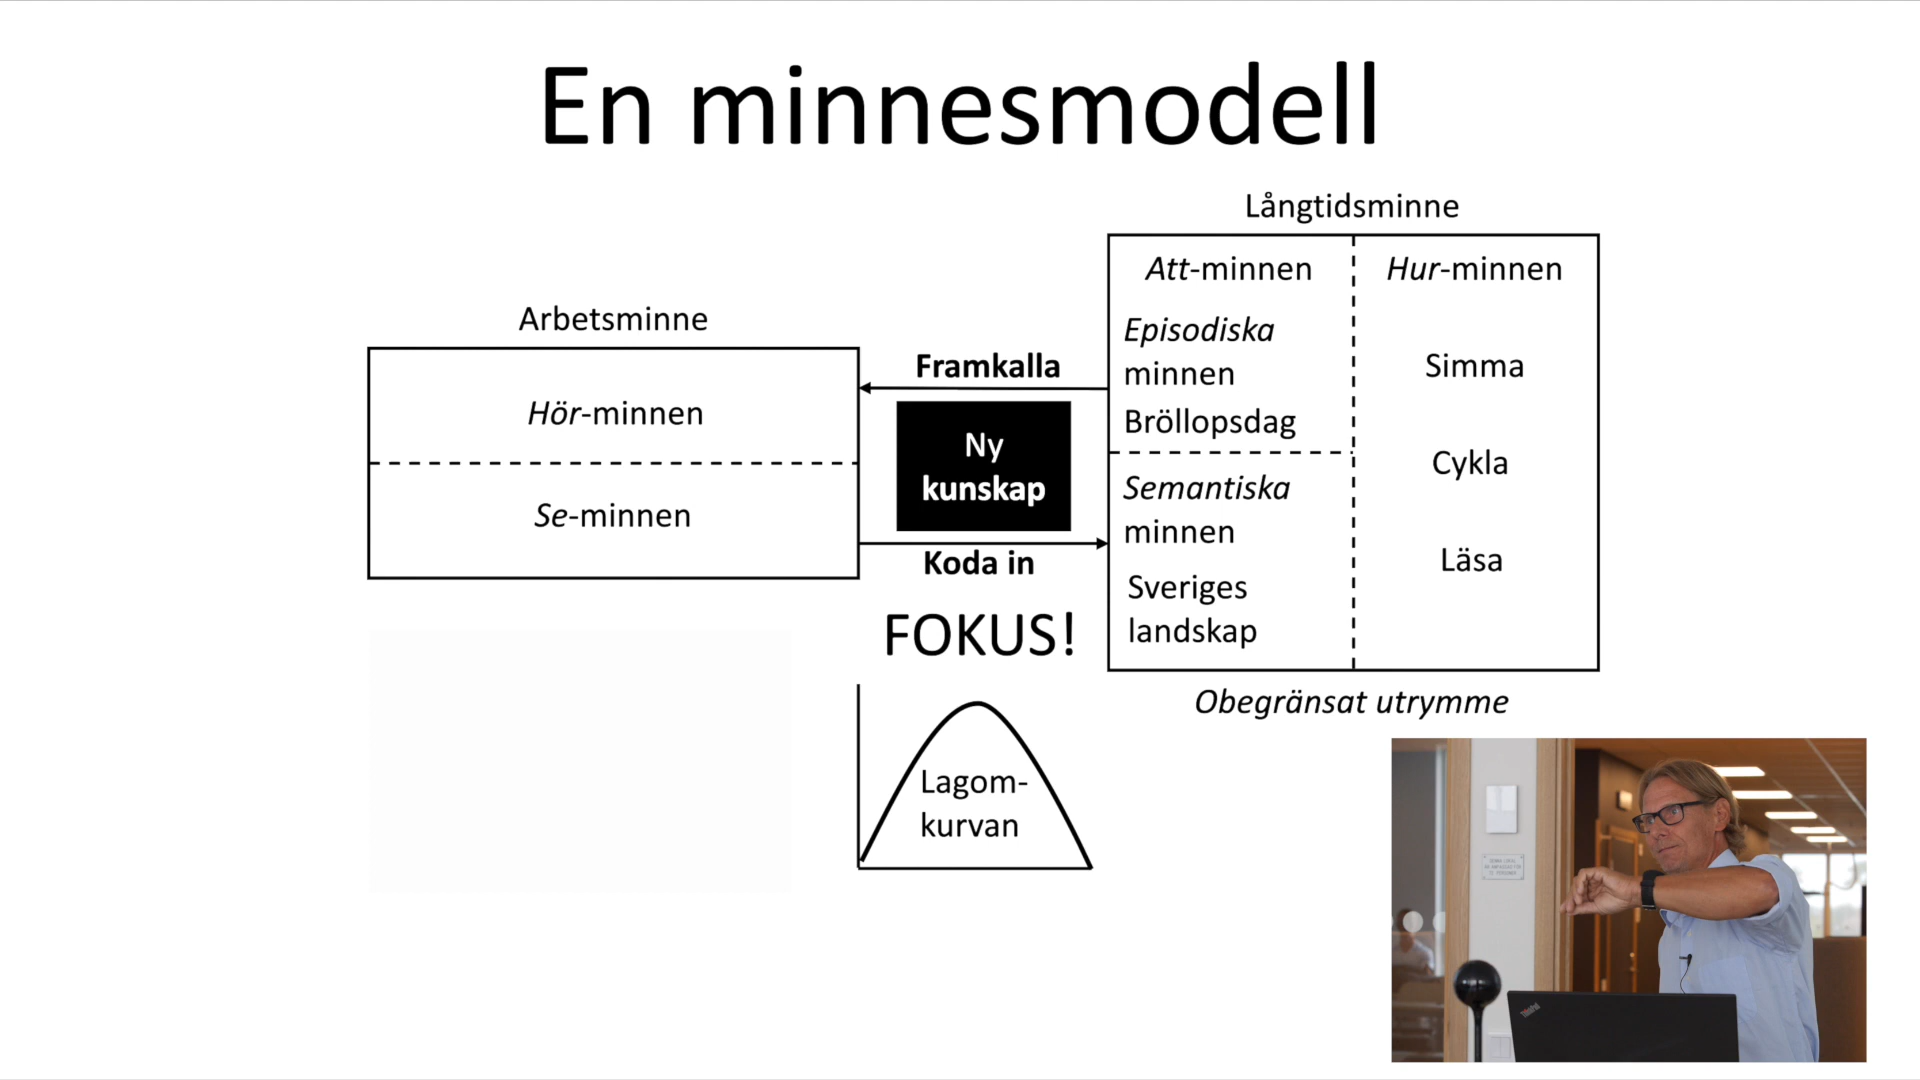 En minnesmodell
Långtidsminne
Att-minnen
Hur-minnen
Arbetsminne
Episodiska
minnen
Bröllopsdag
Simma
Framkalla
Hör-minnen
Ny
kunskap
Cykla
Semantiska
minnen
Se-minnen
Koda in
Läsa
Sveriges
landskap
FOKUS!
Obegränsat utrymme
Lagom-
kurvan
ThinkPad